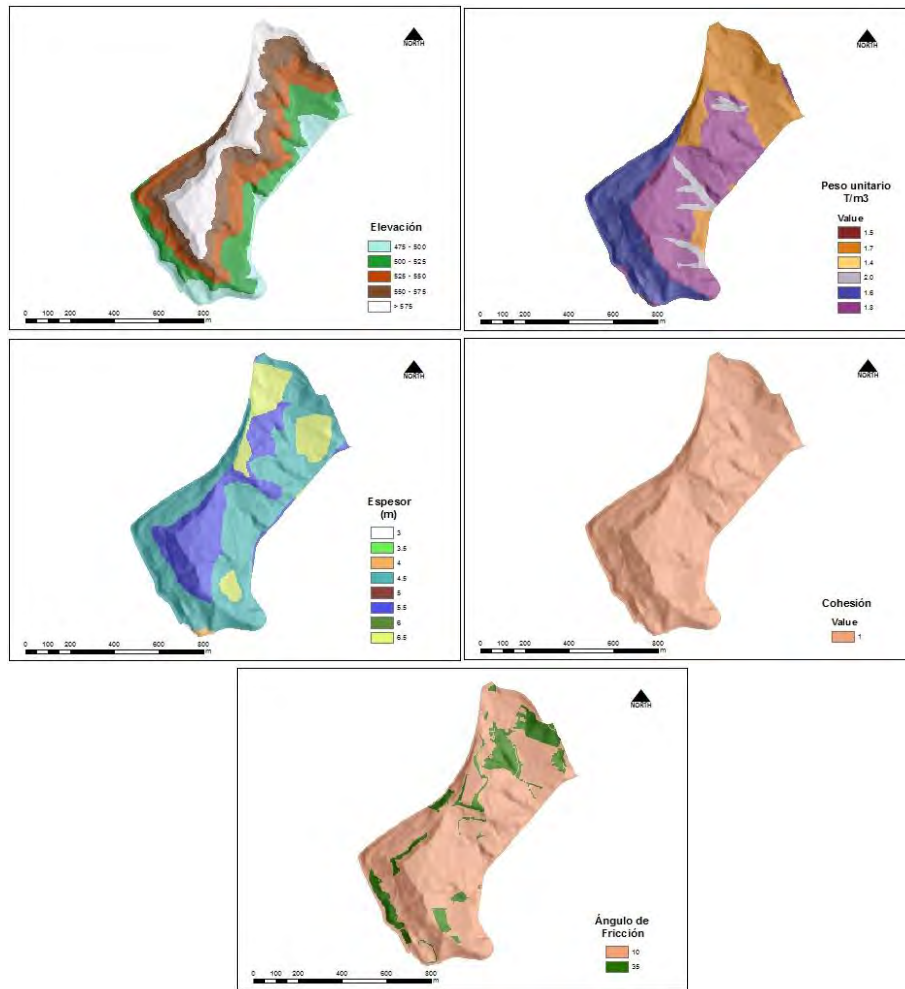 NORTH
Elevación
475 - 500
500 - 525
525 - 550
550 - 575
> 575
0 100 200 400 600 800
m
NORTH
Peso unitario
T/m3
Value
1.5
1.7
1.4
2.0
1.6
1.8
0 100 200 400 600 800
m
NORTH
Espesor
(m)
3
3.5
4
4.5
5
5.5
6
6.5
0 100 200 400 600 800
m
NORTH
Cohesión
Value
1
0 100 200 400 600 800
m
NORTH
Ángulo de
Fricción
10
35
0 100 200 400 600 800
m